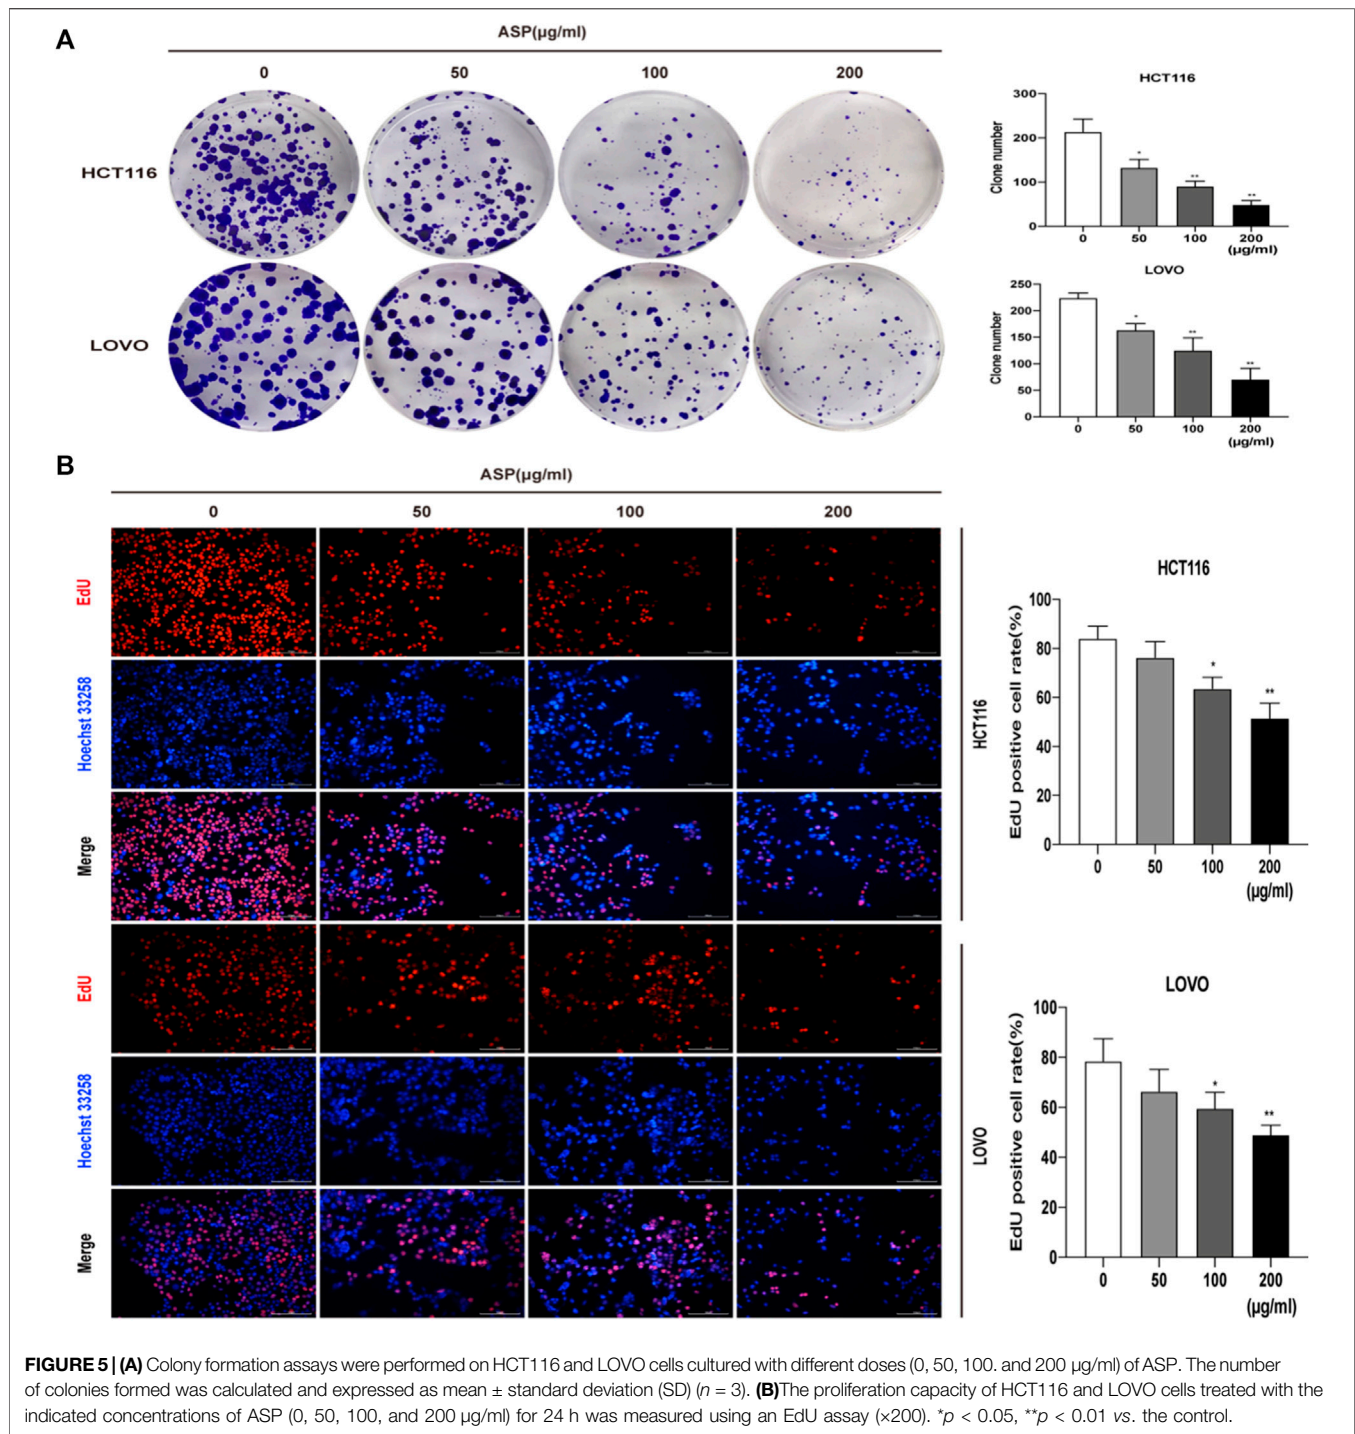 A
ASP(µg/ml)
0 50 100 200
HCT116
LOVO
HCT116
Clone number
300
200
100
0
* ** **
0 50 100 200
(µg/ml)
LOVO
Clone number
250
200
150
100
50
0
* ** **
0 50 100 200
(µg/ml)
B
ASP(µg/ml)
0 50 100 200
EdU
Hoechst 33258
Merge
HCT116
EdU
Hoechst 33258
Merge
LOVO
HCT116
EdU positive cell rate(%)
100
80
60
40
20
0
* **
0 50 100 200
(µg/ml)
LOVO
EdU positive cell rate(%)
100
80
60
40
20
0
* **
0 50 100 200
(µg/ml)
FIGURE 5 | (A) Colony formation assays were performed on HCT116 and LOVO cells cultured with different doses (0, 50, 100. and 200 µg/ml) of ASP. The number
of colonies formed was calculated and expressed as mean ± standard deviation (SD) (n = 3). (B)The proliferation capacity of HCT116 and LOVO cells treated with the
indicated concentrations of ASP (0, 50, 100, and 200 µg/ml) for 24 h was measured using an EdU assay (×200). *p < 0.05, **p < 0.01 vs. the control.